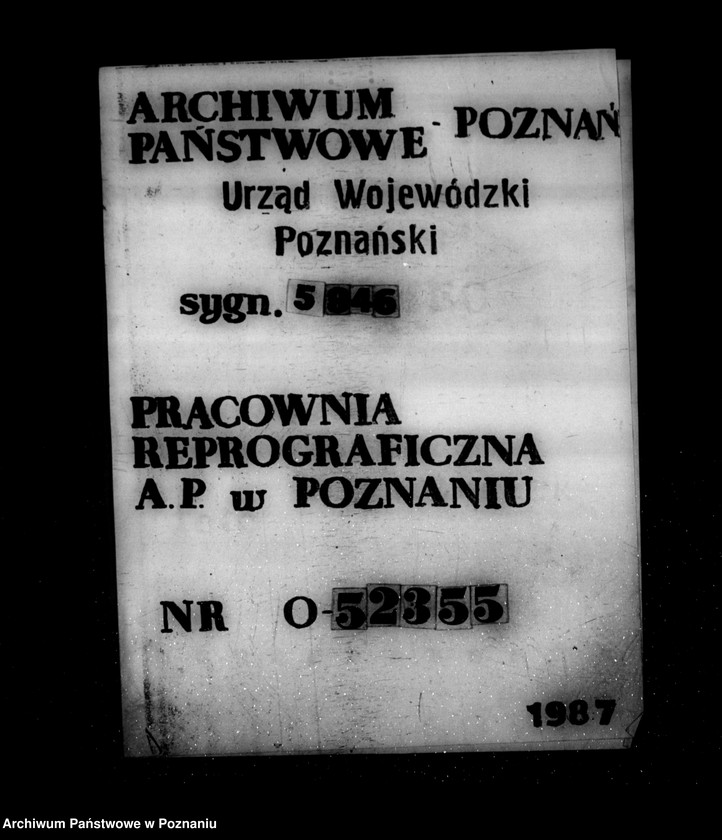 ARCHIWUM
PAŃSTWOWE - POZNAŃ
Urząd Wojewódzki
Poznański
sygn. 5846
PRACOWNIA
REPROGRAFICZNA
A.P. w POZNANIU
NR O-52355
1987
Archiwum Państwowe w Poznaniu